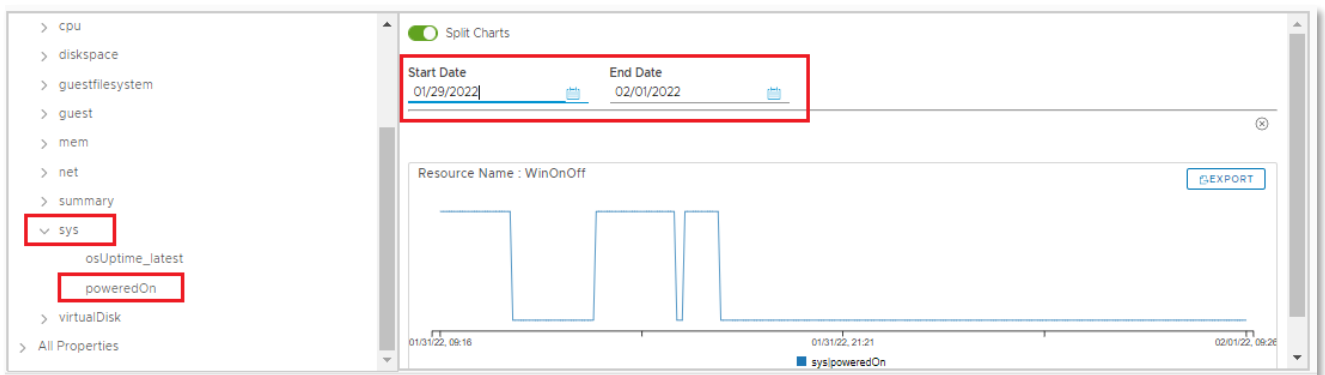 cpu
diskspace
guestfilesystem
guest
mem
net
summary
sys
osUptime_latest
poweredOn
virtualDisk
All Properties
Split Charts
Start Date End Date
01/29/2022 02/01/2022
Resource Name : WinOnOff
EXPORT
01/31/22, 09:16 01/31/22, 21:21 02/01/22, 09:26
sys|poweredOn